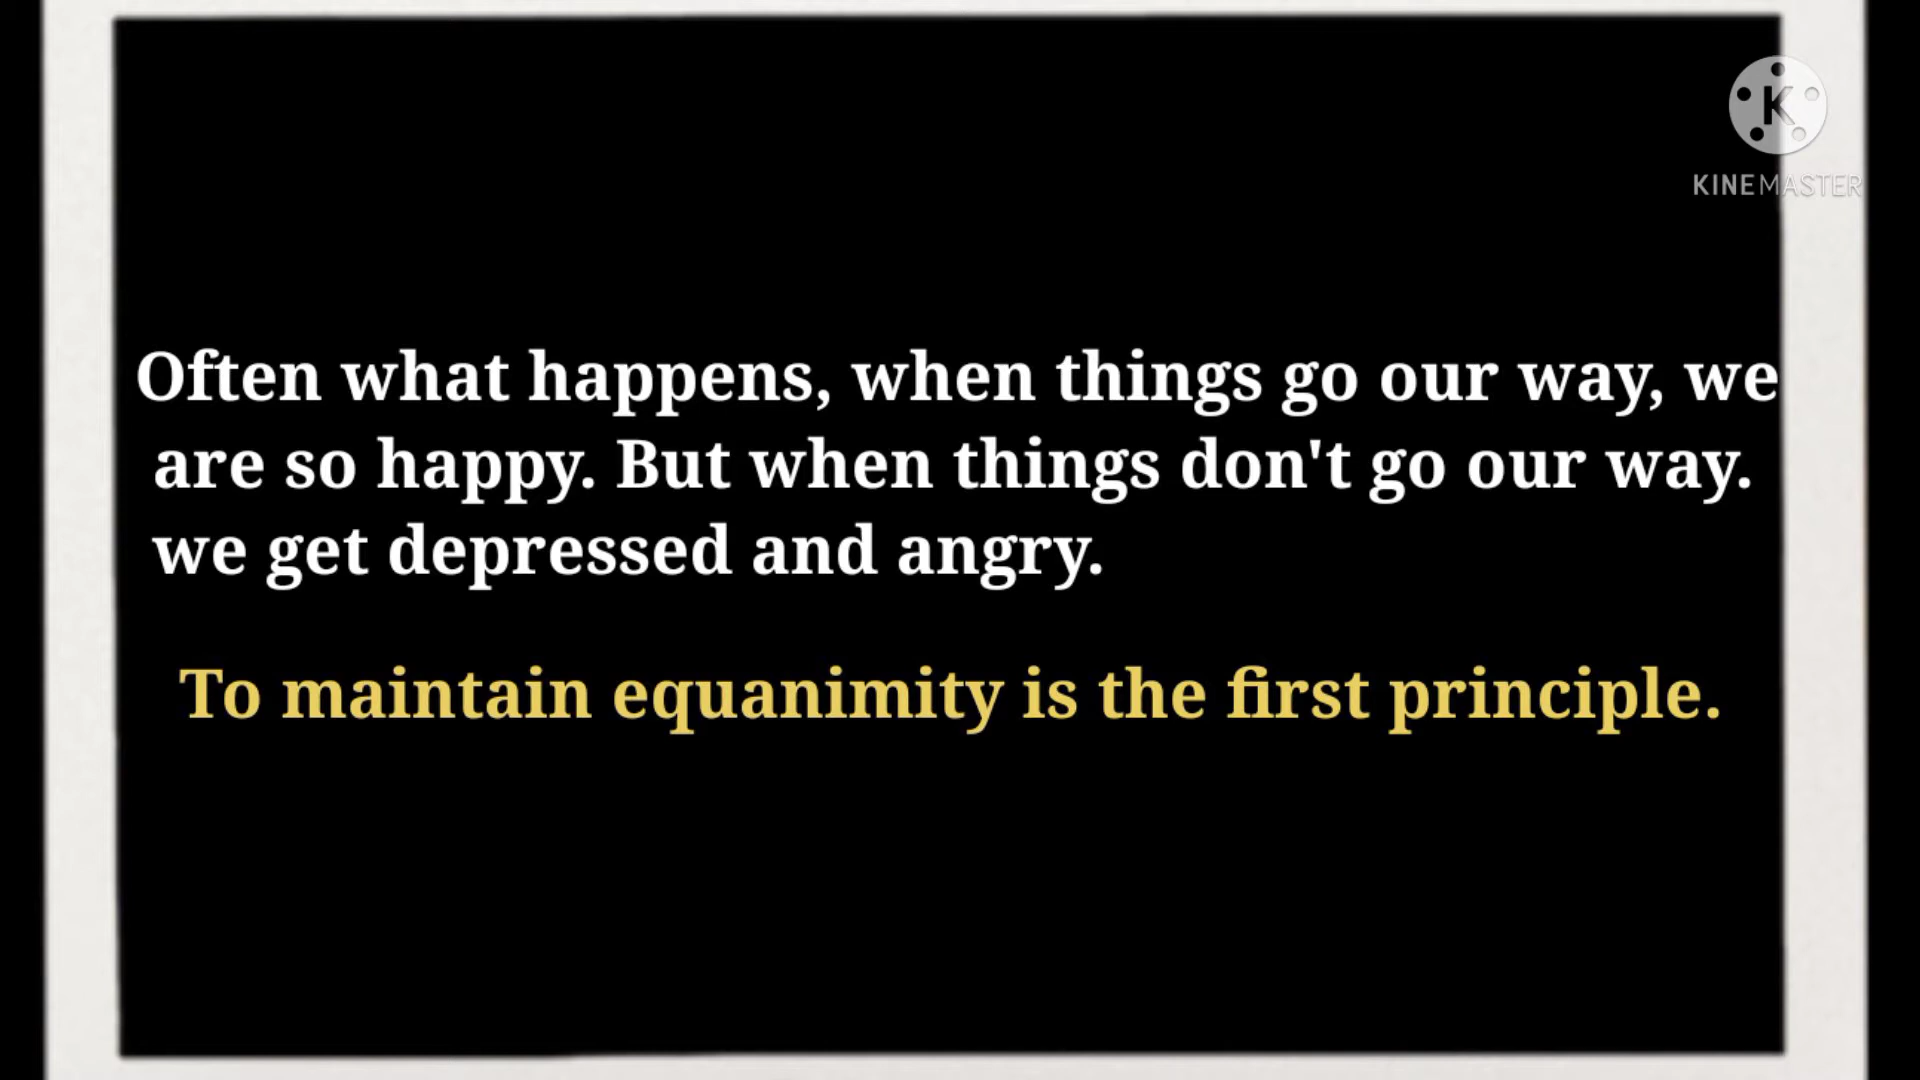 K
KINEMASTER
Often what happens, when things go our way, we
are so happy. But when things don't go our way.
we get depressed and angry.
To maintain equanimity is the first principle.